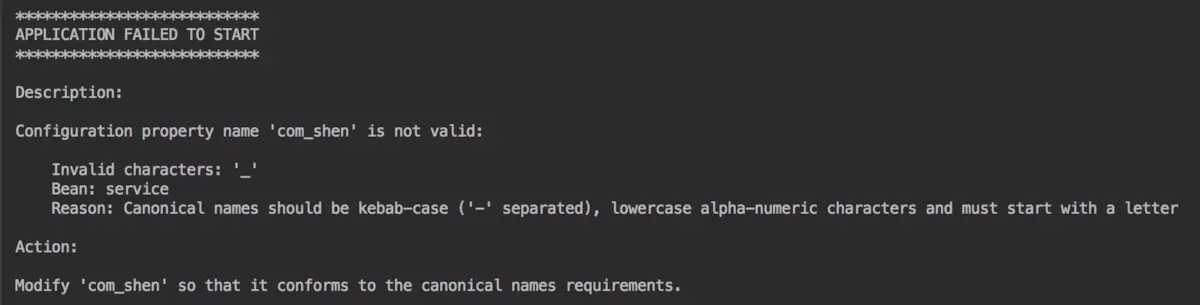 ***************************
APPLICATION FAILED TO START
***************************
Description:
Configuration property name 'com_shen' is not valid:
Invalid characters: '_'
Bean: service
Reason: Canonical names should be kebab-case ('-' separated), lowercase alpha-numeric characters and must start with a letter
Action:
Modify 'com_shen' so that it conforms to the canonical names requirements.